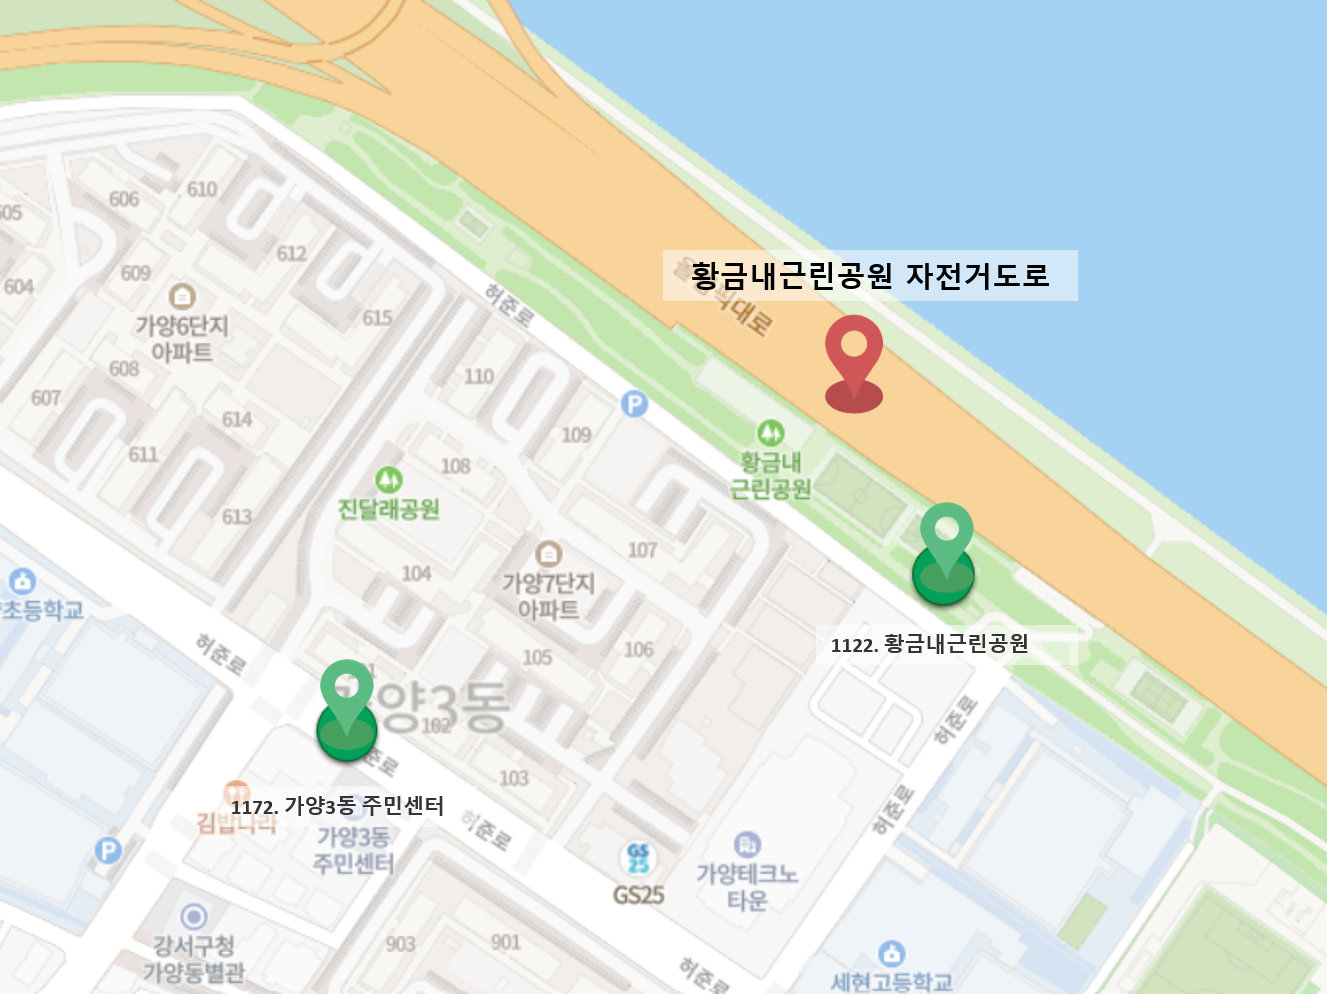 606
610
605
612
609
604
가양6단지
아파트
615
608
607
614
611
613
허준로
황금내근린공원 자전거도로
대로
110
P
109
108
황금내
근린공원
진달래공원
107
가양7단지
아파트
104
106
105
초등학교
허준로
1122. 황금내근린공원
양3동
102
103
준로
1172. 가양3동 주민센터
김밥나라
가양3동
주민센터
P
허준로
허준로
허준로
GS
25
GS25
가양테크노
타운
강서구청
가양동별관
903
901
허준로
세현고등학교